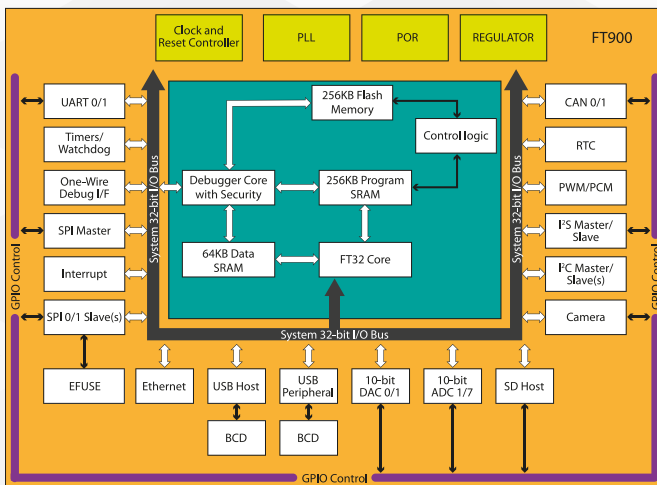 Clock and
Reset Controller
PLL
POR
REGULATOR
FT900
UART 0/1
Timers/
Watchdog
One-Wire
Debug I/F
SPI Master
Interrupt
SPI 0/1 Slave(s)
GPIO Control
System 32-bit I/O Bus
256KB Flash
Memory
Control logic
Debugger Core
with Security
256KB Program
SRAM
64KB Data
SRAM
FT32 Core
System 32-bit I/O Bus
System 32-bit I/O Bus
CAN 0/1
RTC
PWM/PCM
I²S Master/
Slave
I²C Master/
Slave(s)
Camera
GPIO Control
EFUSE
Ethernet
USB Host
USB
Peripheral
10-bit
DAC 0/1
10-bit
ADC 1/7
SD Host
BCD
BCD
GPIO Control